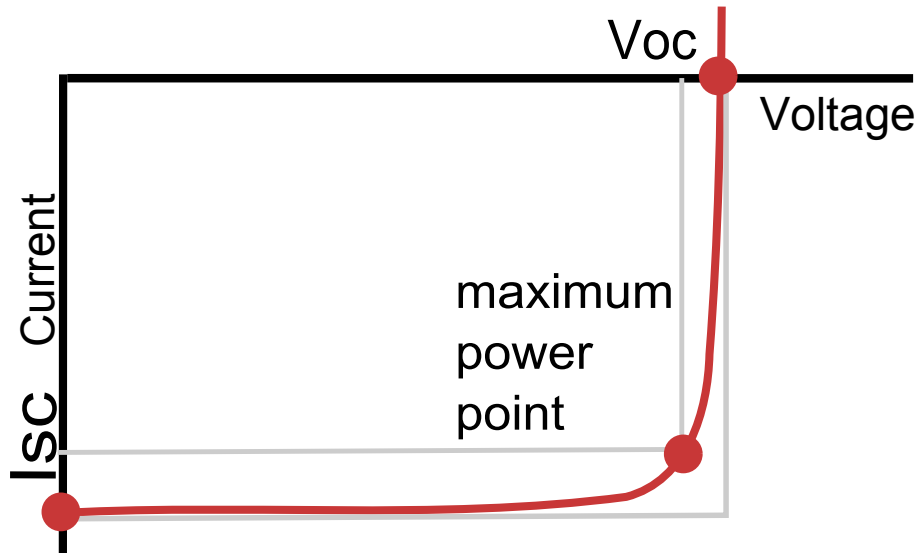 Voc
Voltage
Current
Isc
maximum
power
point